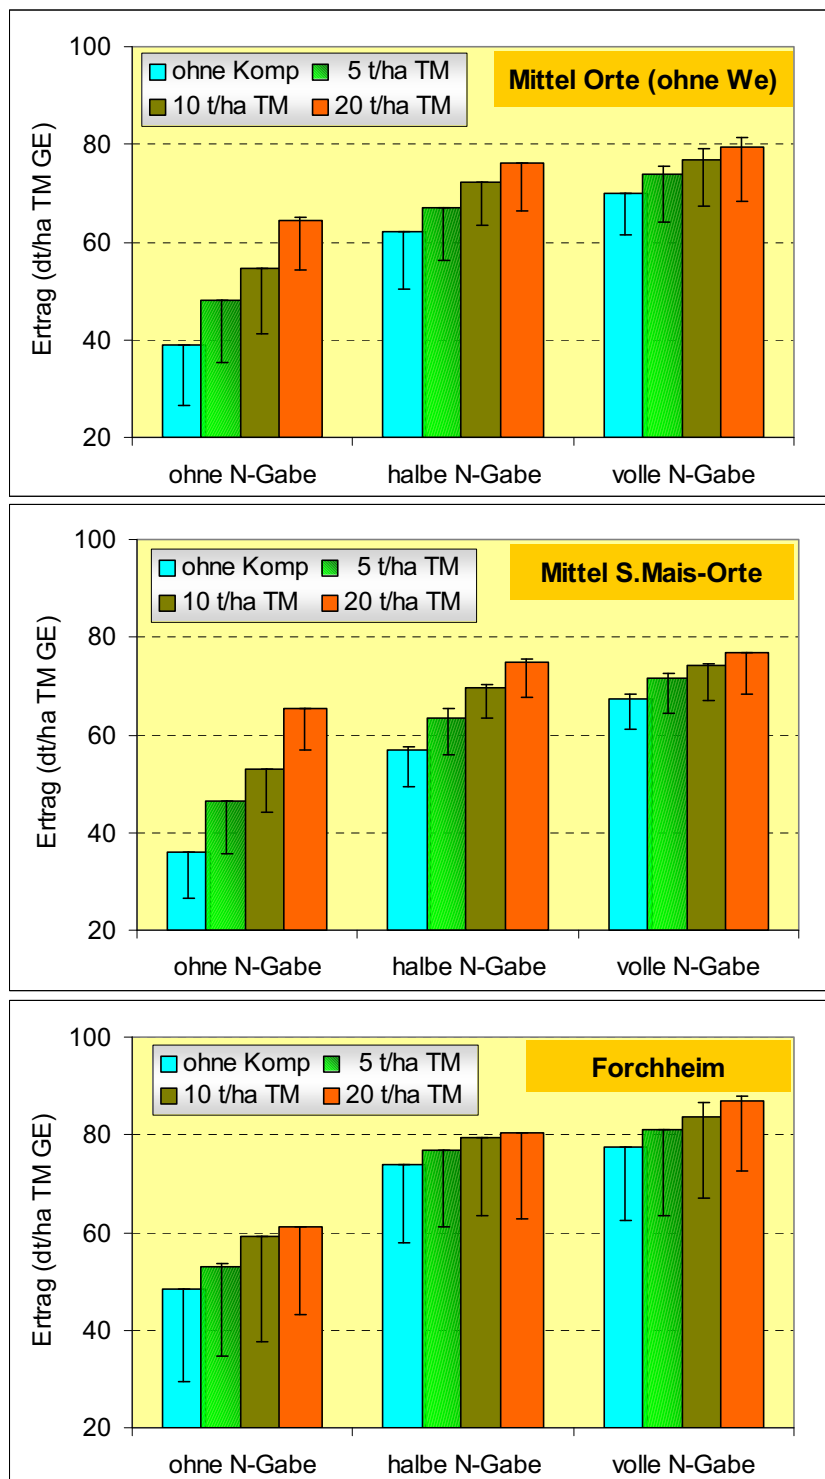 100
80
60
40
20
Ertrag (dt/ha TM GE)
ohne Komp 5 t/ha TM
10 t/ha TM 20 t/ha TM
Mittel Orte (ohne We)
ohne N-Gabe halbe N-Gabe volle N-Gabe
100
80
60
40
20
Ertrag (dt/ha TM GE)
ohne Komp 5 t/ha TM
10 t/ha TM 20 t/ha TM
Mittel S.Mais-Orte
ohne N-Gabe halbe N-Gabe volle N-Gabe
100
80
60
40
20
Ertrag (dt/ha TM GE)
ohne Komp 5 t/ha TM
10 t/ha TM 20 t/ha TM
Forchheim
ohne N-Gabe halbe N-Gabe volle N-Gabe